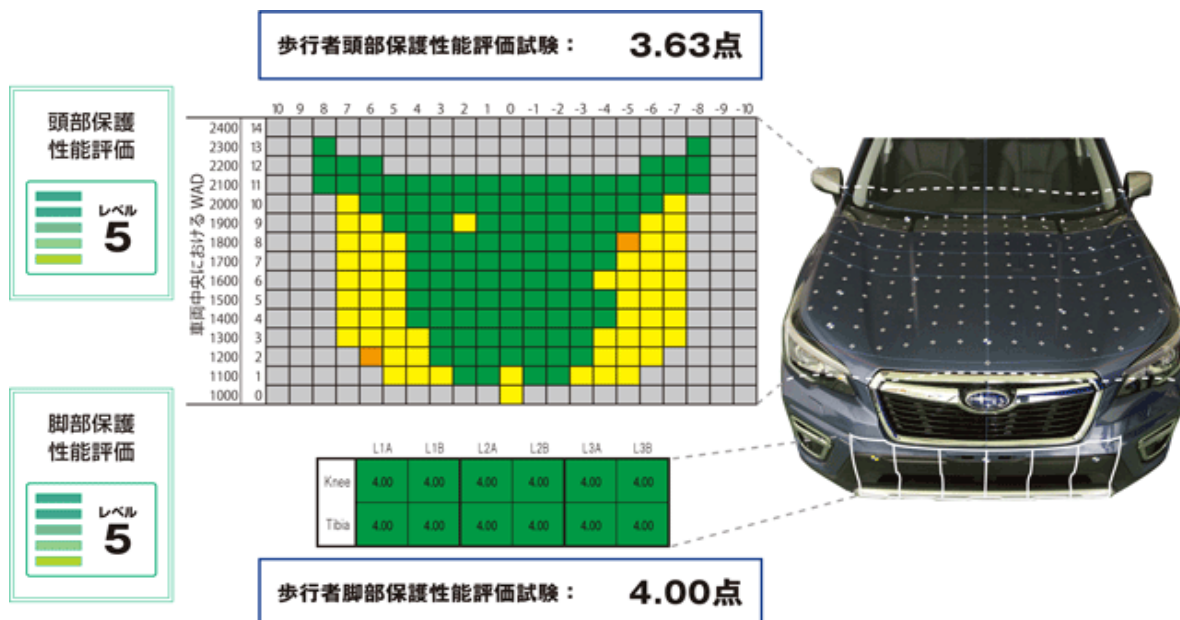 歩行者頭部保護性能評価試験： 3.63点
頭部保護
性能評価
レベル
5
10 9 8 7 6 5 4 3 2 1 0 -1 -2 -3 -4 -5 -6 -7 -8 -9 -10
車両中央における WAD
2400 14
2300 13
2200 12
2100 11
2000 10
1900 9
1800 8
1700 7
1600 6
1500 5
1400 4
1300 3
1200 2
1100 1
1000 0
脚部保護
性能評価
レベル
5
L1A L1B L2A L2B L3A L3B
Knee 4.00 4.00 4.00 4.00 4.00 4.00
Tibia 4.00 4.00 4.00 4.00 4.00 4.00
歩行者脚部保護性能評価試験： 4.00点